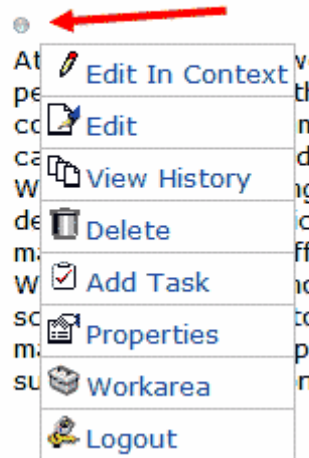 Edit In Context
Edit
View History
Delete
Add Task
Properties
Workarea
Logout